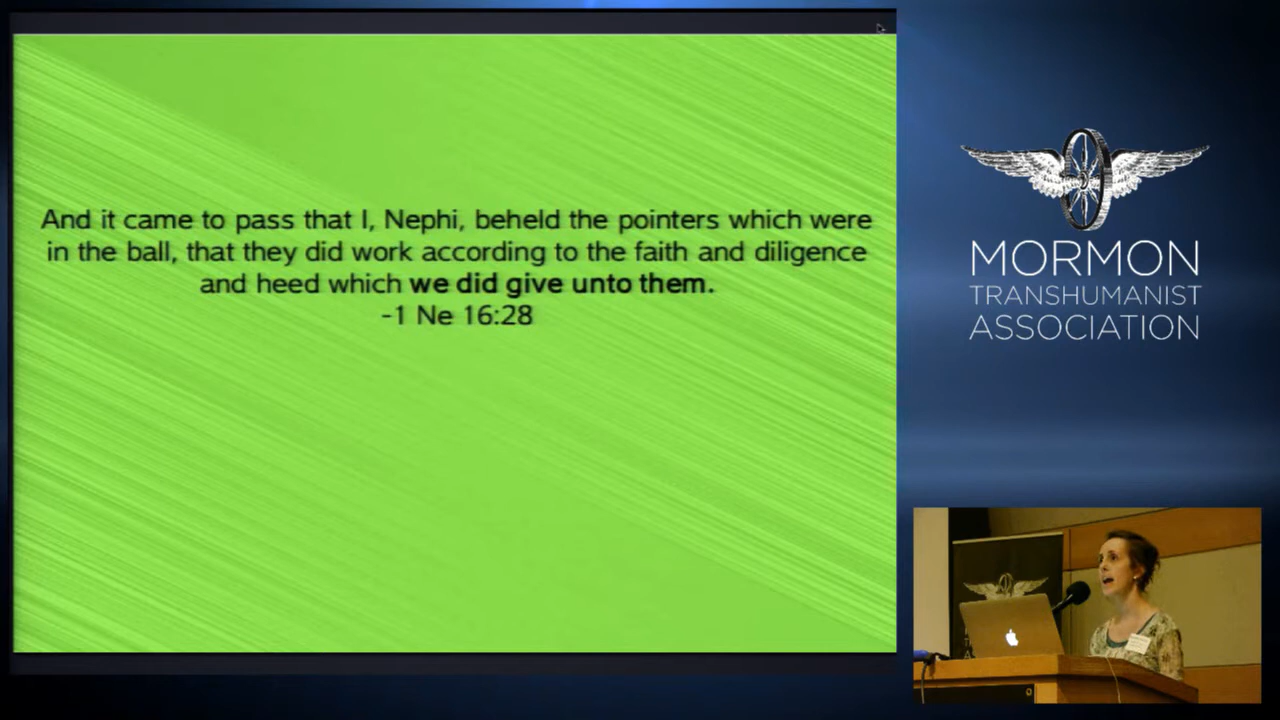 And it came to pass that I, Nephi, beheld the pointers which were
in the ball, that they did work according to the faith and diligence
and heed which we did give unto them.
-1 Ne 16:28
MORMON
TRANSHUMANIST
ASSOCIATION